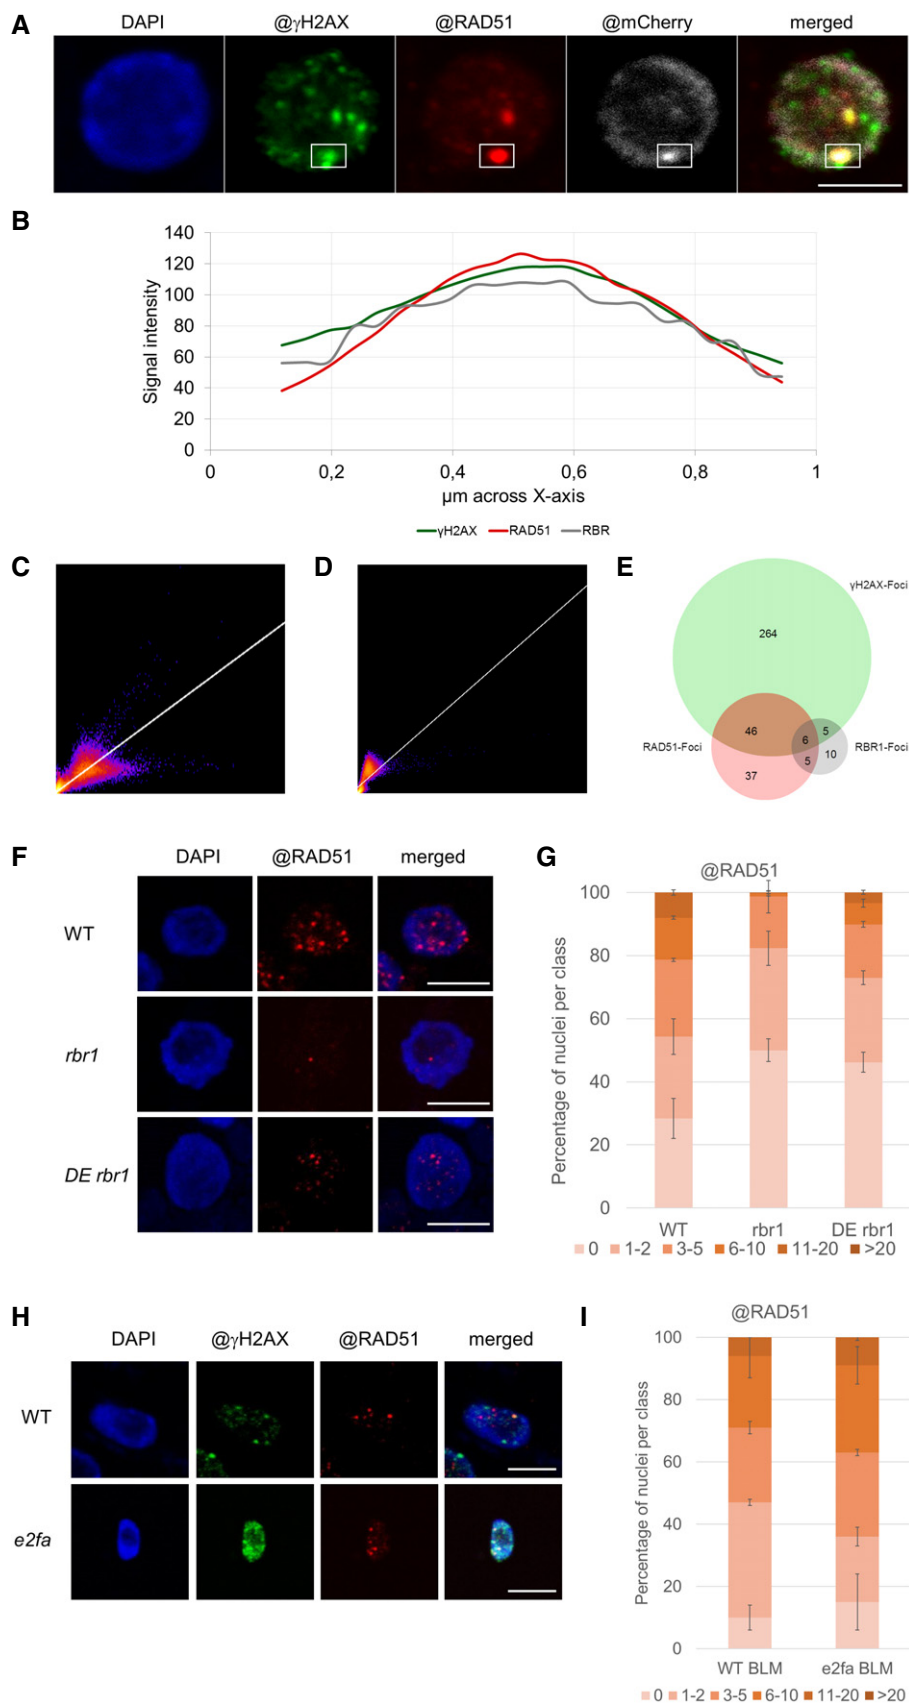 A
DAPI @γH2AX @RAD51 @mCherry merged
B
140
120
100
80
60
40
20
0
Signal intensity
0 0,2 0,4 0,6 0,8 1
µm across X-axis
γH2AX RAD51 RBR
C D E
γH2AX-Foci
264
46 6 5
RAD51-Foci RBR1-Foci
5 10
37
F
DAPI @RAD51 merged
WT
rbr1
DE rbr1
G
@RAD51
100
80
60
40
20
0
Percentage of nuclei per class
WT rbr1 DE rbr1
0 1-2 3-5 6-10 11-20 >20
H
DAPI @γH2AX @RAD51 merged
WT
e2fa
I
@RAD51
100
80
60
40
20
0
Percentage of nuclei per class
WT BLM e2fa BLM
0 1-2 3-5 6-10 11-20 >20